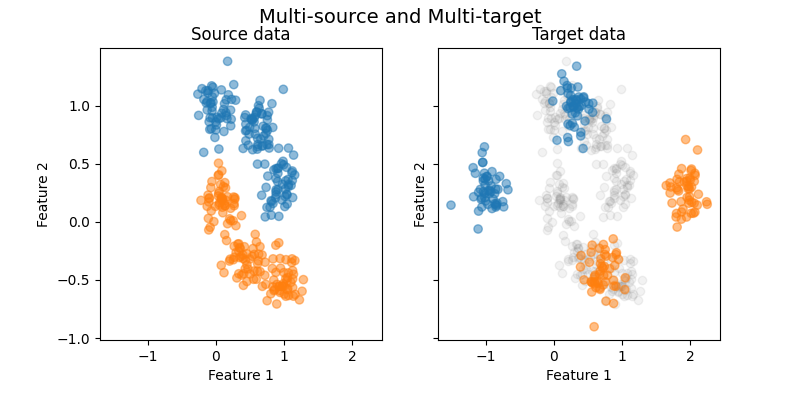 Multi-source and Multi-target
Source data
Target data
1.0
0.5
0.0
−0.5
−1.0
Feature 2
Feature 2
−1
0
1
2
−1
0
1
2
Feature 1
Feature 1